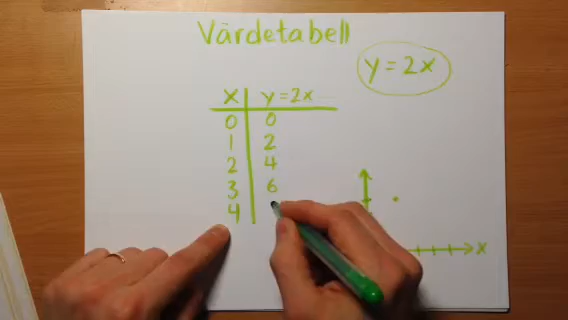 Värdetabell
y = 2x
x y = 2x
0 0
1 2
2 4
3 6
4
x